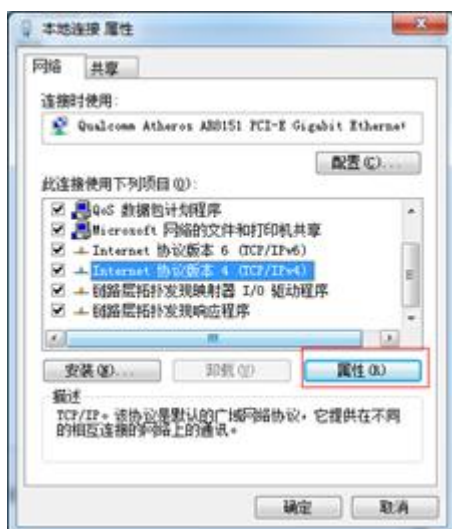 本地连接 属性
网络 共享
连接时使用:
Qualcomm Atheros AR8151 PCI-E Gigabit Ethernet
配置(C)...
此连接使用下列项目(O):
QoS 数据包计划程序
Microsoft 网络的文件和打印机共享
Internet 协议版本 6 (TCP/IPv6)
Internet 协议版本 4 (TCP/IPv4)
链路层拓扑发现映射器 I/O 驱动程序
链路层拓扑发现响应程序
安装(N)... 卸载(U) 属性(R)
描述
TCP/IP。该协议是默认的广域网络协议，它提供在不同
的相互连接的网络上的通讯。
确定 取消